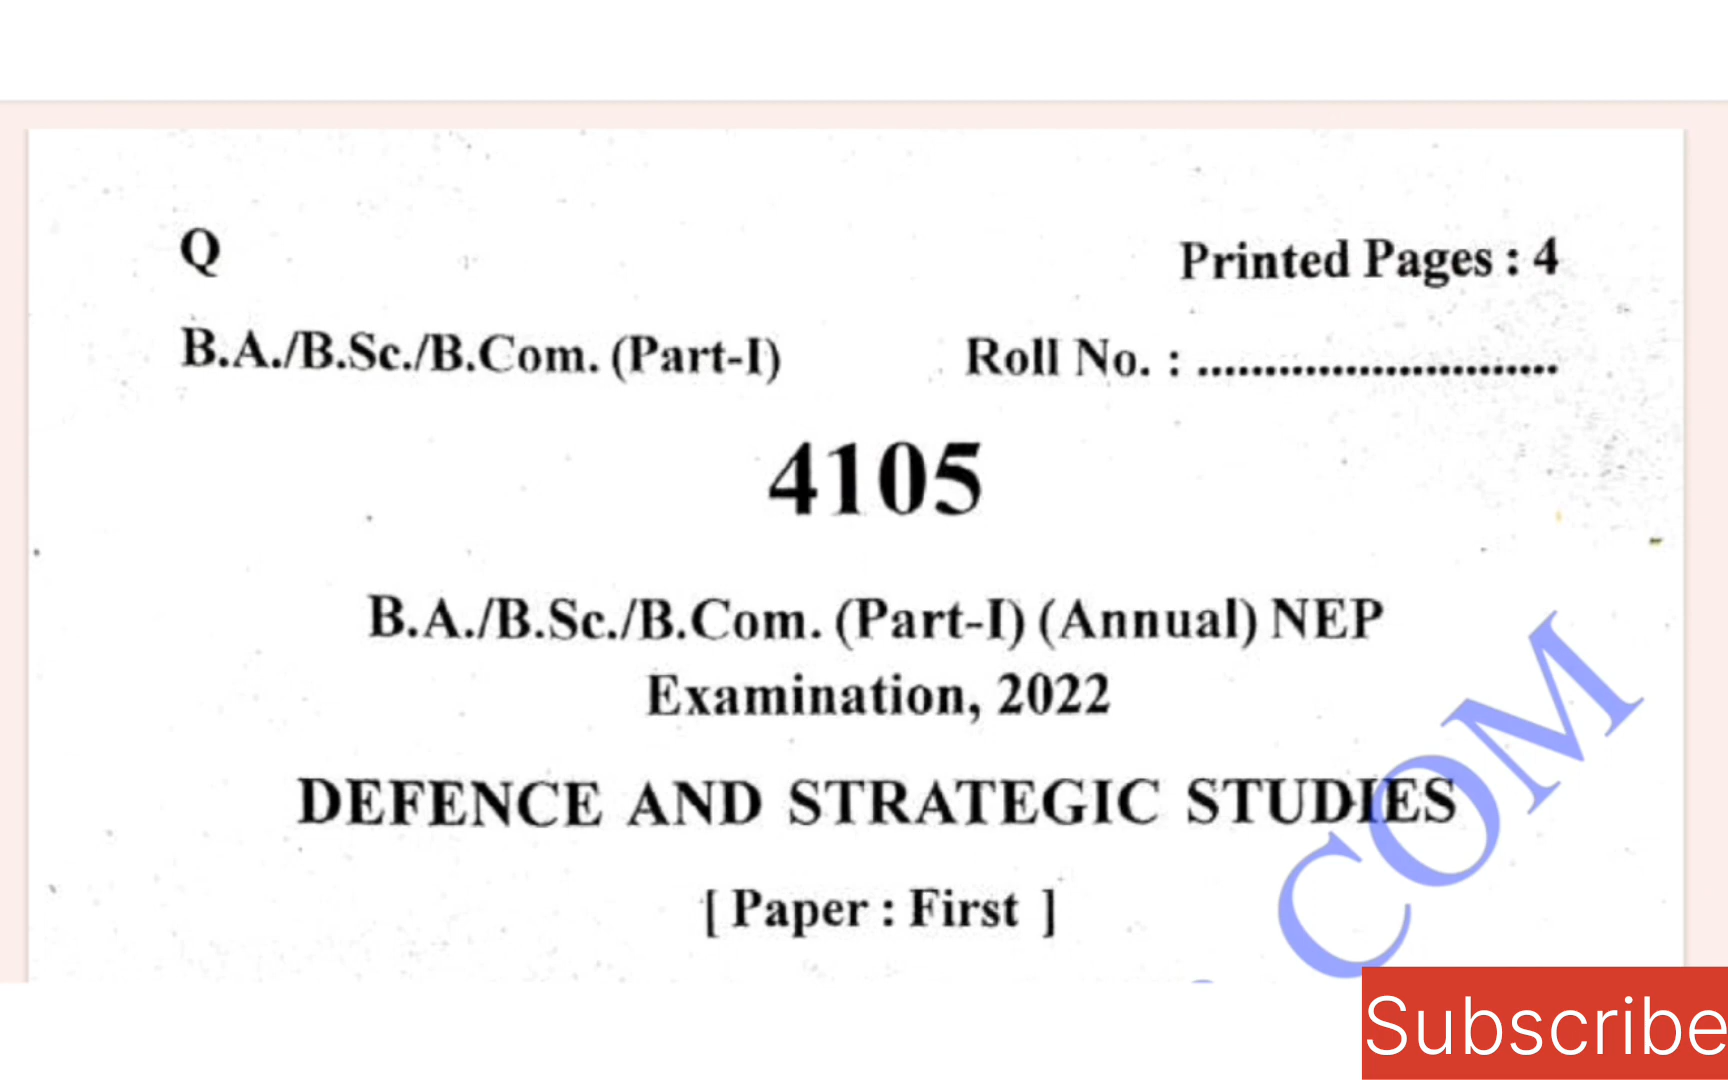 Q
Printed Pages : 4
B.A./B.Sc./B.Com. (Part-I)
Roll No. : ...........................
4105
B.A./B.Sc./B.Com. (Part-I) (Annual) NEP
Examination, 2022
DEFENCE AND STRATEGIC STUDIES
[ Paper : First ]
COM
Subscribe